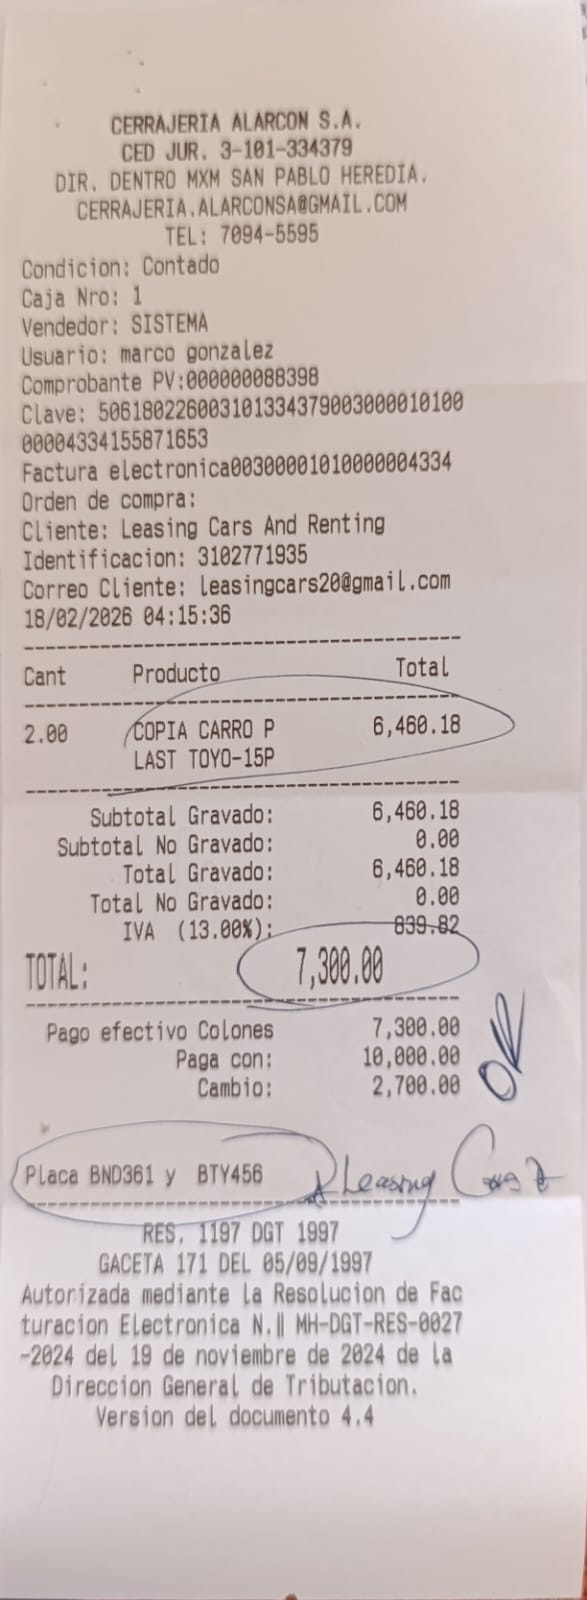 CERRAJERIA ALARCON S.A.
CED JUR. 3-101-334379
DIR. DENTRO MXM SAN PABLO HEREDIA.
CERRAJERIA.ALARCONSA@GMAIL.COM
TEL: 7094-5595
Condicion: Contado
Caja Nro: 1
Vendedor: SISTEMA
Usuario: marco gonzalez
Comprobante PV:000000088398
Clave: 50618022600310133437900300001010​0
00004334155871653
Factura electronica00300001010000004334
Orden de compra:
Cliente: Leasing Cars And Renting
Identificacion: 3102771935
Correo Cliente: leasingcars20@gmail.com
18/02/2026 04:15:36
Cant Producto Total
2.00 COPIA CARRO P 6,460.18
LAST TOYO-15P
Subtotal Gravado: 6,460.18
Subtotal No Gravado: 0.00
Total Gravado: 6,460.18
Total No Gravado: 0.00
IVA (13.00%): 839.82
TOTAL: 7,300.00
Pago efectivo Colones 7,300.00
Paga con: 10,000.00
Cambio: 2,700.00
OK
Placa BND361 y BTY456 Leasing Cars
RES. 1197 DGT 1997
GACETA 171 DEL 05/09/1997
Autorizada mediante la Resolucion de Fac
turacion Electronica N.‖ MH-DGT-RES-0027
-2024 del 19 de noviembre de 2024 de la
Direccion General de Tributacion.
Version del documento 4.4